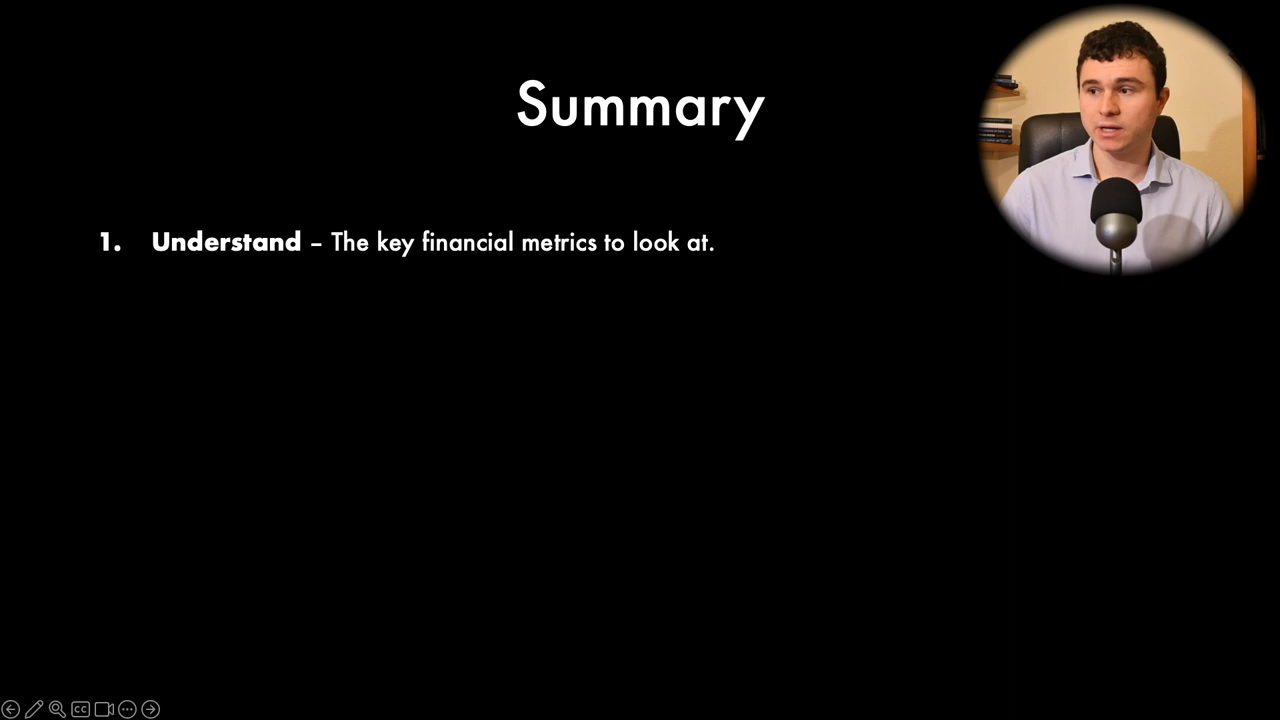 Summary
1. Understand – The key financial metrics to look at.